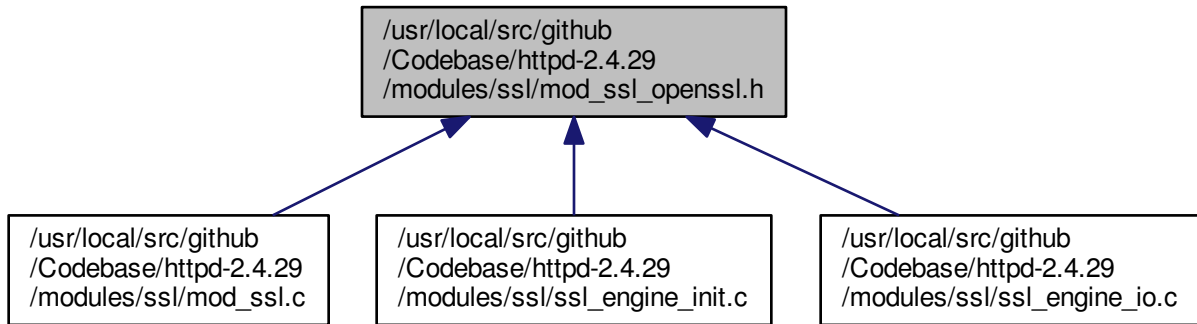 /usr/local/src/github
/Codebase/httpd-2.4.29
/modules/ssl/mod_ssl_openssl.h
/usr/local/src/github
/Codebase/httpd-2.4.29
/modules/ssl/mod_ssl.c
/usr/local/src/github
/Codebase/httpd-2.4.29
/modules/ssl/ssl_engine_init.c
/usr/local/src/github
/Codebase/httpd-2.4.29
/modules/ssl/ssl_engine_io.c